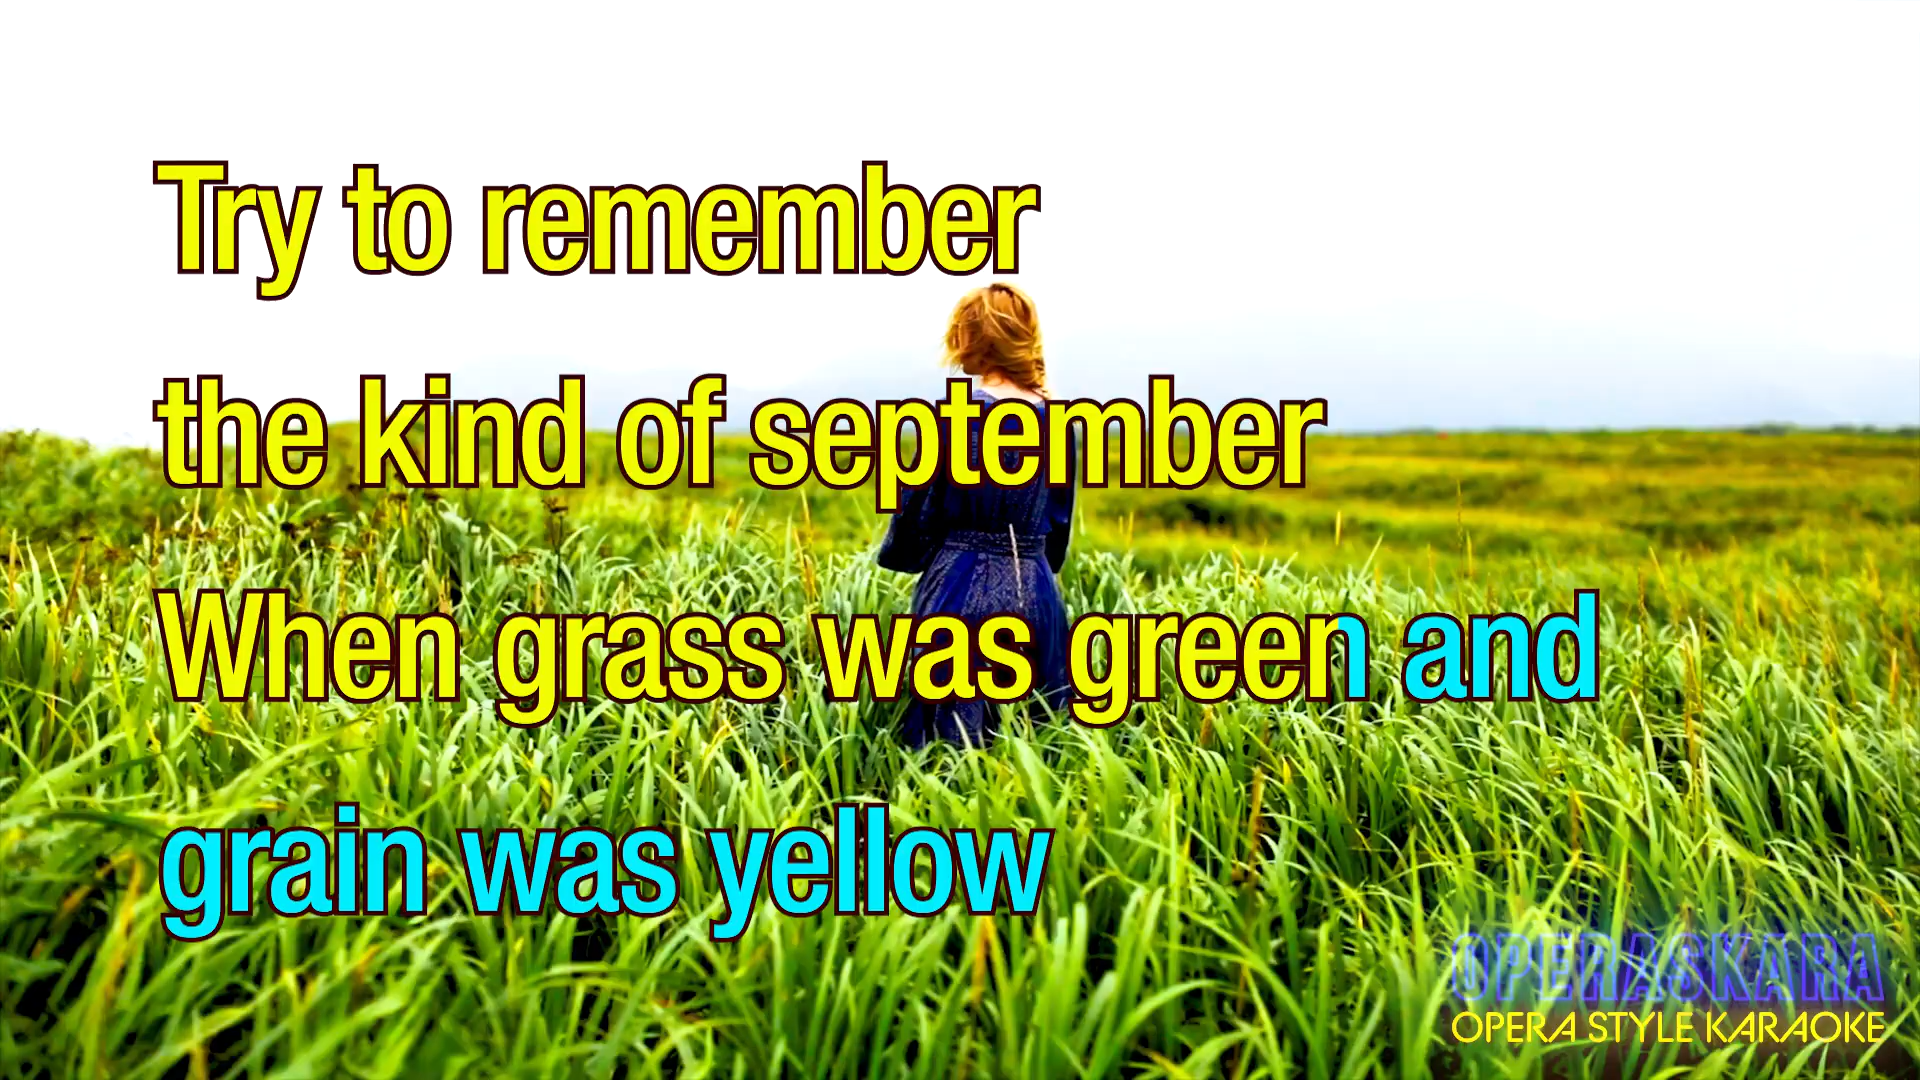 Try to remember
the kind of september
When grass was green and
grain was yellow
OPERASKARA
OPERA STYLE KARAOKE